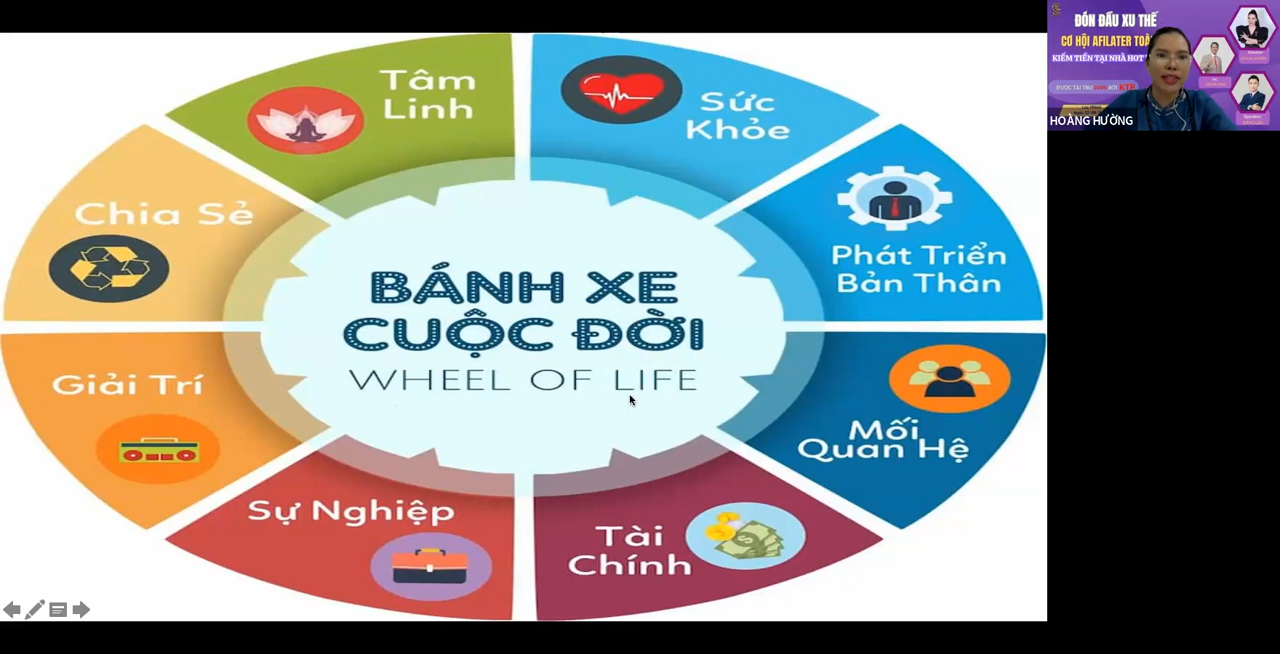 Tâm
Linh
Sức
Khỏe
Chia Sẻ
Phát Triển
Bản Thân
BÁNH XE
CUỘC ĐỜI
WHEEL OF LIFE
Giải Trí
Mối
Quan Hệ
Sự Nghiệp
Tài
Chính
ĐÓN ĐẦU XU THẾ
CƠ HỘI AFILATER
KIẾM TIỀN TẠI NHÀ HOT
HOÀNG HƯỜNG